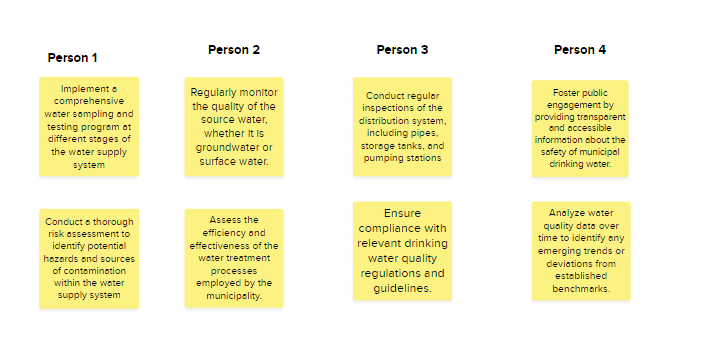 Person 1
Person 2
Person 3
Person 4
Implement a
comprehensive
water sampling and
testing program at
different stages of
the water supply
system
Regularly monitor
the quality of the
source water,
whether it is
groundwater or
surface water.
Conduct regular
inspections of the
distribution system,
including pipes,
storage tanks, and
pumping stations
Foster public
engagement by
providing transparent
and accessible
information about the
safety of municipal
drinking water.
Conduct a thorough
risk assessment to
identify potential
hazards and sources
of contamination
within the water
supply system
Assess the
efficiency and
effectiveness of the
water treatment
processes
employed by the
municipality.
Ensure
compliance with
relevant drinking
water quality
regulations and
guidelines.
Analyze water
quality data over
time to identify any
emerging trends or
deviations from
established
benchmarks.